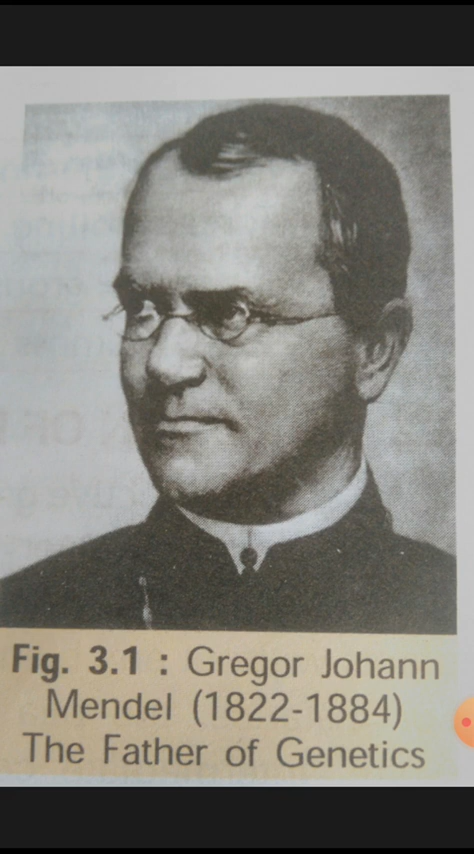 Fig. 3.1 : Gregor Johann
Mendel (1822-1884)
The Father of Genetics